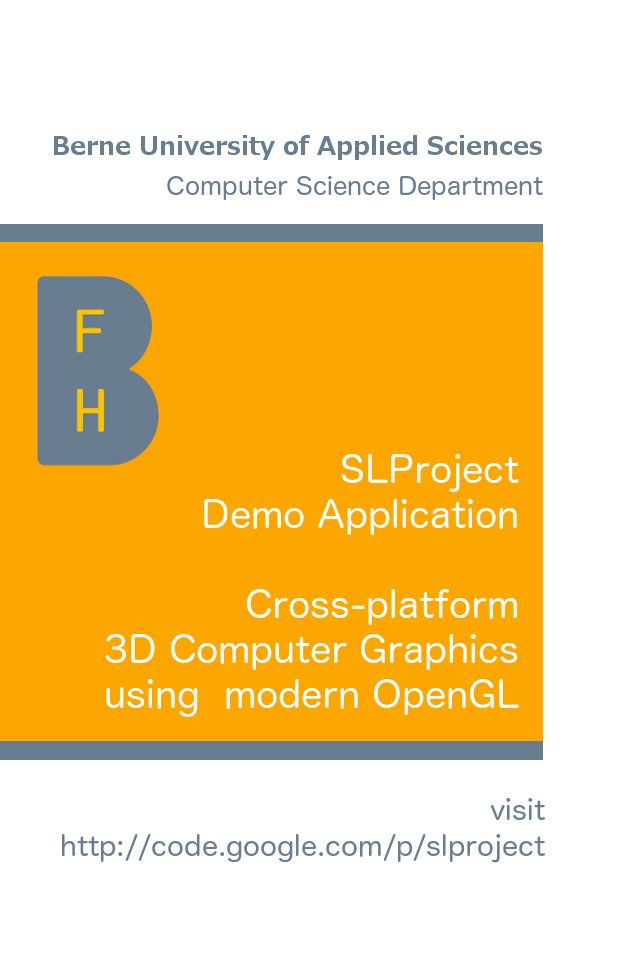 Berne University of Applied Sciences
Computer Science Department
B
F
H
SLProject
Demo Application
Cross-platform
3D Computer Graphics
using  modern OpenGL
visit
http://code.google.com/p/slproject